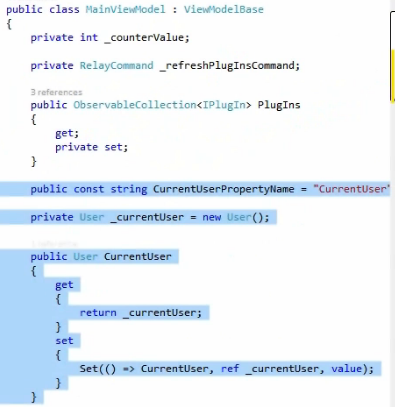 public class MainViewModel : ViewModelBase
{
private int _counterValue;
private RelayCommand _refreshPlugInsCommand;
3 references
public ObservableCollection<IPlugIn> PlugIns
{
get;
private set;
}
public const string CurrentUserPropertyName = "CurrentUser"
private User _currentUser = new User();
public User CurrentUser
{
get
{
return _currentUser;
}
set
{
Set(() => CurrentUser, ref _currentUser, value);
}
}